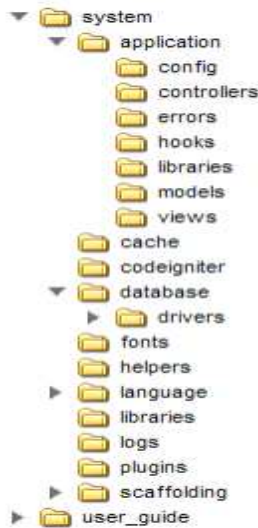 system
application
config
controllers
errors
hooks
libraries
models
views
cache
codeigniter
database
drivers
fonts
helpers
language
libraries
logs
plugins
scaffolding
user_guide